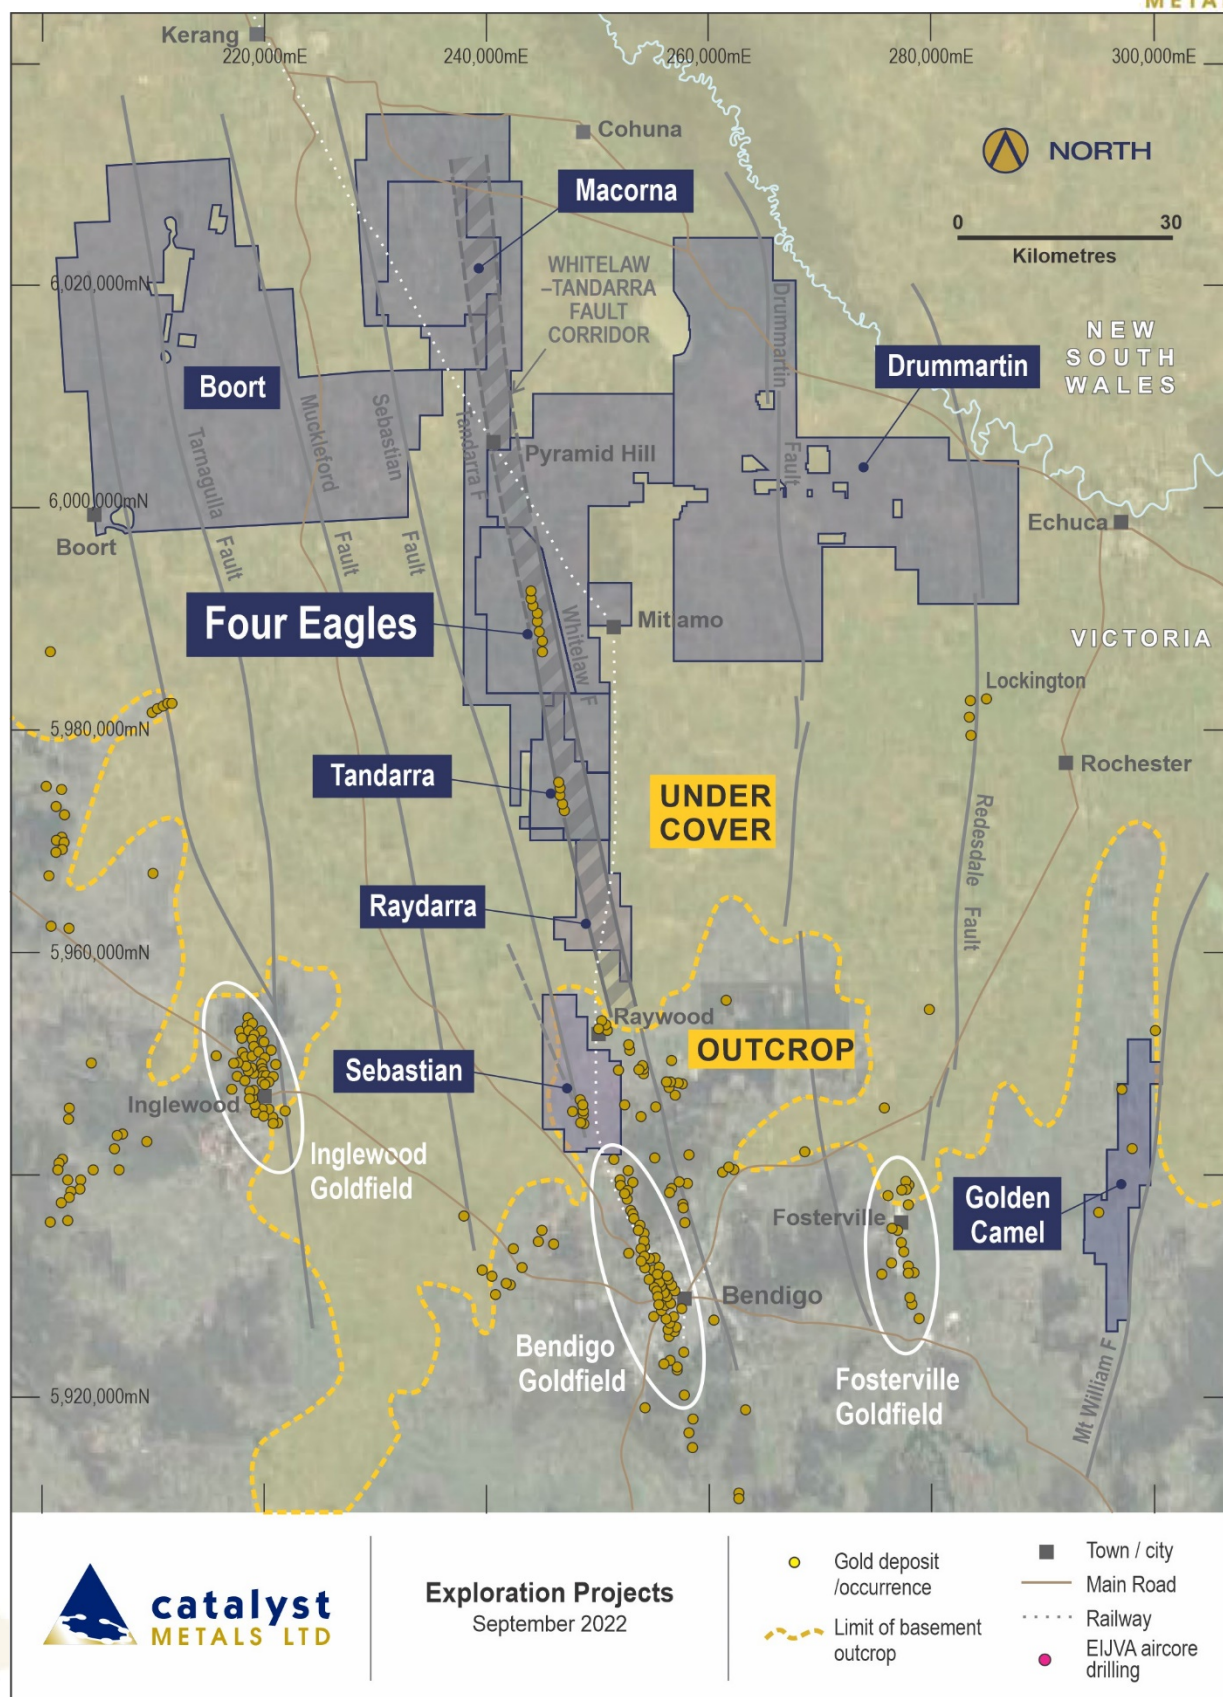 METALS
Kerang
220,000mE
240,000mE
260,000mE
280,000mE
300,000mE
Cohuna
NORTH
Macorna
0 30
Kilometres
6,020,000mN
WHITELAW
–TANDARRA
FAULT
CORRIDOR
Drummartin
Fault
NEW
SOUTH
WALES
Drummartin
Boort
Tarnagulla
Fault
Muckleford
Fault
Sebastian
Fault
Tandarra F
Pyramid Hill
6,000,000mN
Boort
Echuca
Four Eagles
Whitelaw F
Mitiamo
VICTORIA
Lockington
5,980,000mN
Tandarra
UNDER
COVER
Rochester
Redesdale
Fault
Raydarra
5,960,000mN
Raywood
OUTCROP
Sebastian
Inglewood
Inglewood
Goldfield
Golden
Camel
Fosterville
Bendigo
Bendigo
Goldfield
Fosterville
Goldfield
Mt William F
5,920,000mN
catalyst
METALS LTD
Exploration Projects
September 2022
Gold deposit
/occurrence
Limit of basement
outcrop
Town / city
Main Road
Railway
EIJVA aircore
drilling